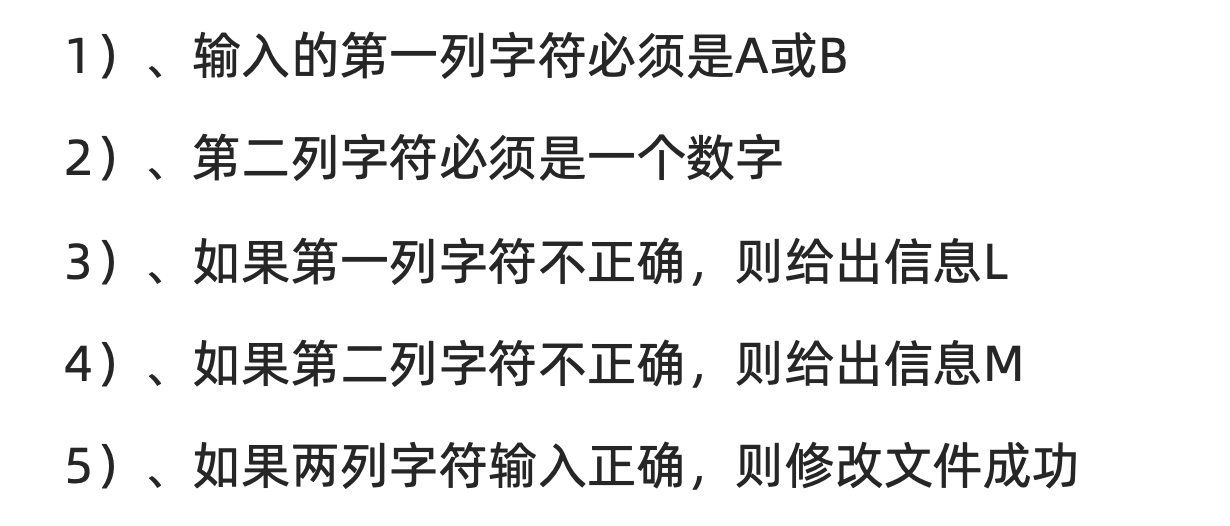 1）、输入的第一列字符必须是A或B
2）、第二列字符必须是一个数字
3）、如果第一列字符不正确，则给出信息L
4）、如果第二列字符不正确，则给出信息M
5）、如果两列字符输入正确，则修改文件成功